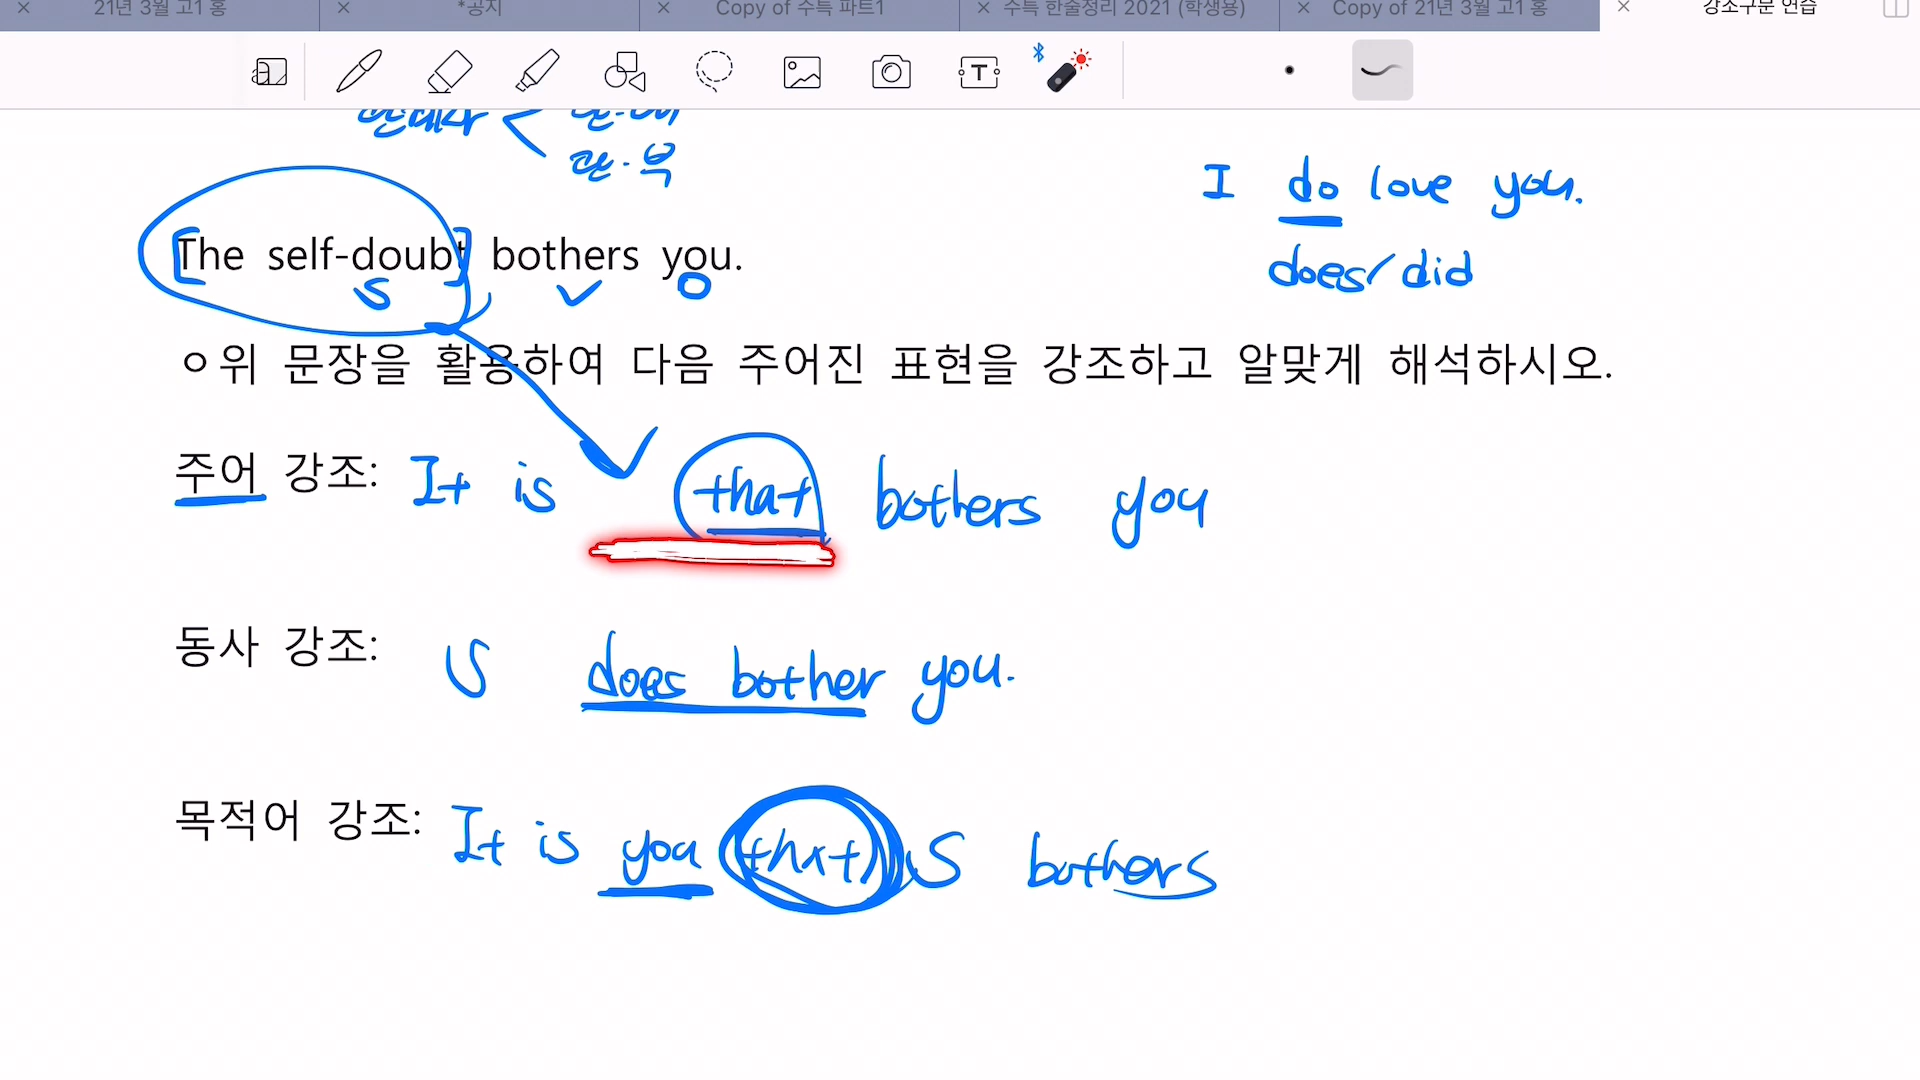 21년 3월 고1 홍
*공지
Copy of 수특 파트1
수특 한술정리 2021 (학생용)
Copy of 21년 3월 고1 홍
강조구문 연습
관·부
I do love you.
does/did
[The self-doubt] bothers you.
S V O
ㅇ위 문장을 활용하여 다음 주어진 표현을 강조하고 알맞게 해석하시오.
주어 강조: It is that bothers you
동사 강조: S does bother you.
목적어 강조: It is you that S bothers